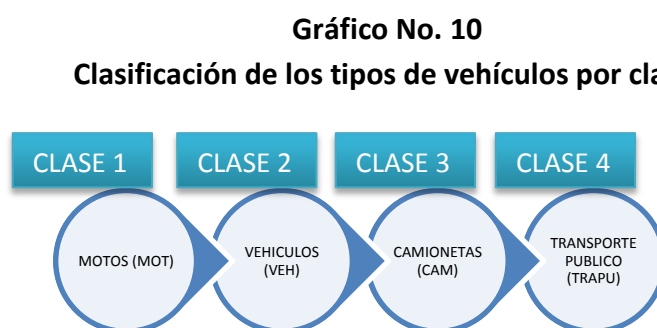 Gráfico No. 10
Clasificación de los tipos de vehículos por
CLASE 1
CLASE 2
CLASE 3
CLASE 4
MOTOS (MOT)
VEHICULOS
(VEH)
CAMIONETAS
(CAM)
TRANSPORTE
PUBLICO
(TRAPU)